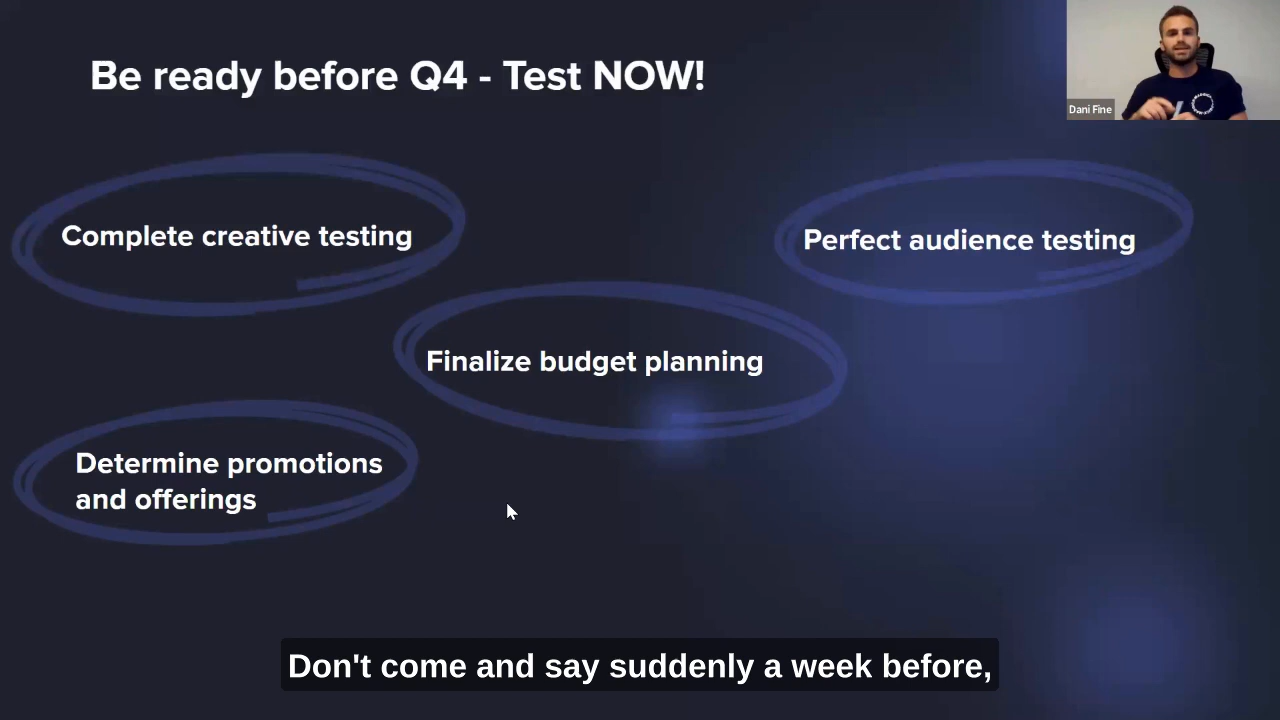 Be ready before Q4 - Test NOW!
Dani Fine
Complete creative testing
Perfect audience testing
Finalize budget planning
Determine promotions
and offerings
Don't come and say suddenly a week before,